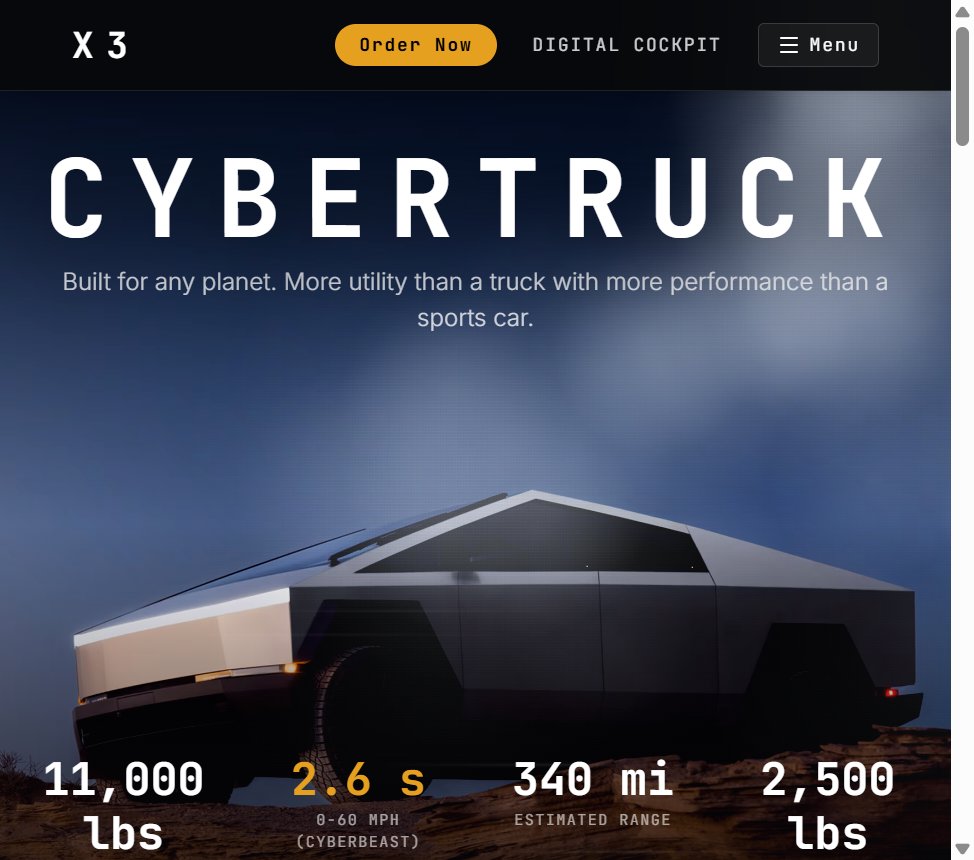 X 3
Order Now
DIGITAL COCKPIT
Menu
CYBERTRUCK
Built for any planet. More utility than a truck with more performance than a
sports car.
11,000
lbs
2.6 s
0-60 MPH
(CYBERBEAST)
340 mi
ESTIMATED RANGE
2,500
lbs